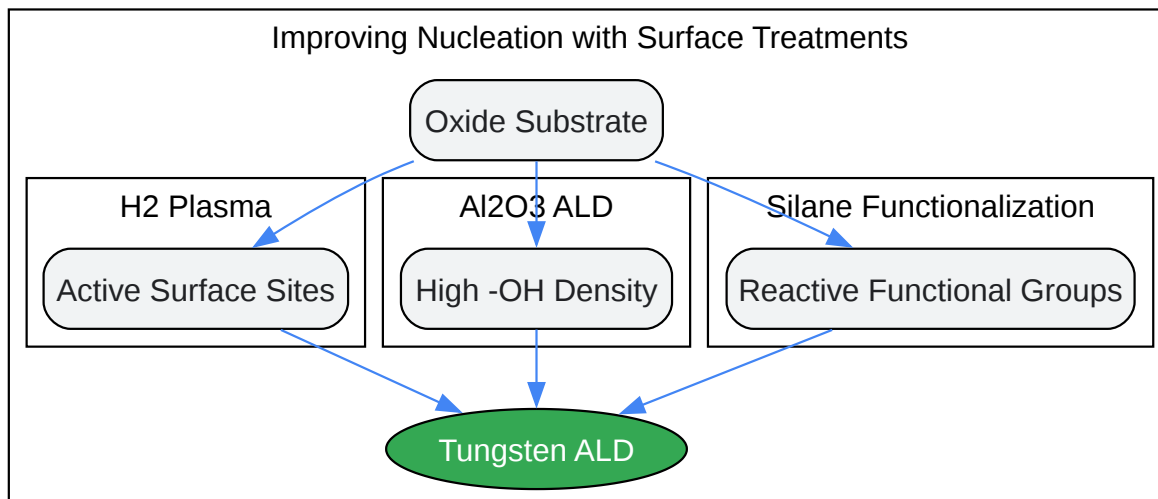 Improving Nucleation with Surface Treatments
Oxide Substrate
H2 Plasma
Al2O3 ALD
Silane Functionalization
Active Surface Sites
High -OH Density
Reactive Functional Groups
Tungsten ALD